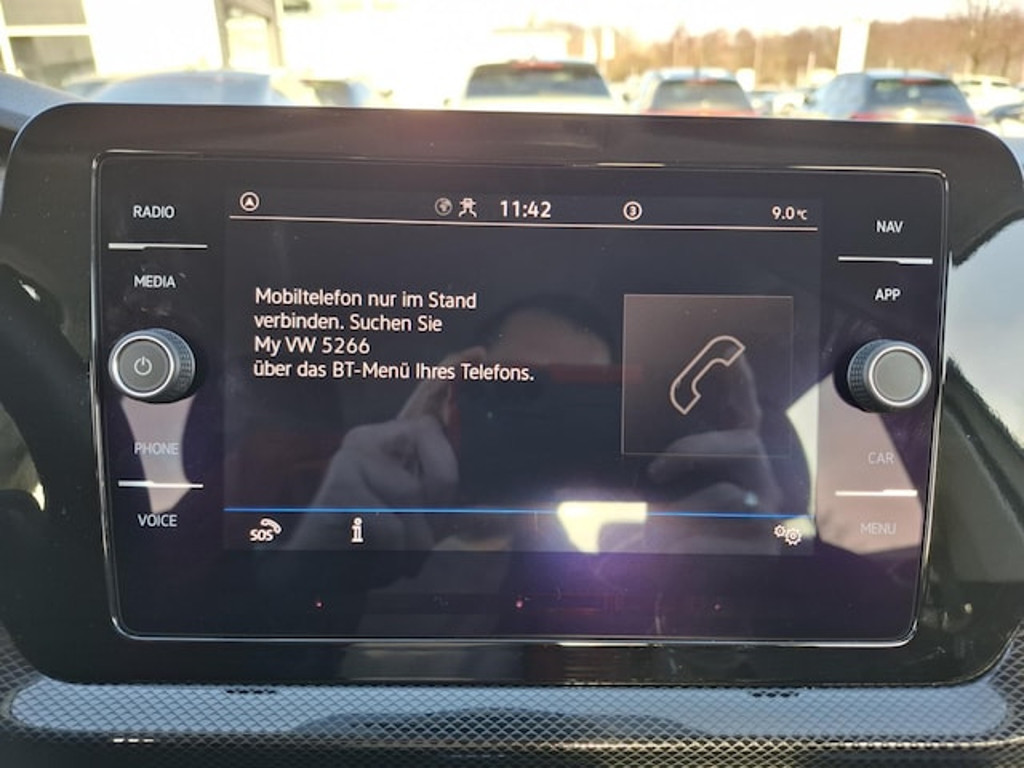 RADIO
MEDIA
PHONE
VOICE
11:42
3
9.0°C
Mobiltelefon nur im Stand
verbinden. Suchen Sie
My VW 5266
über das BT-Menü Ihres Telefons.
SOS
i
NAV
APP
CAR
MENU